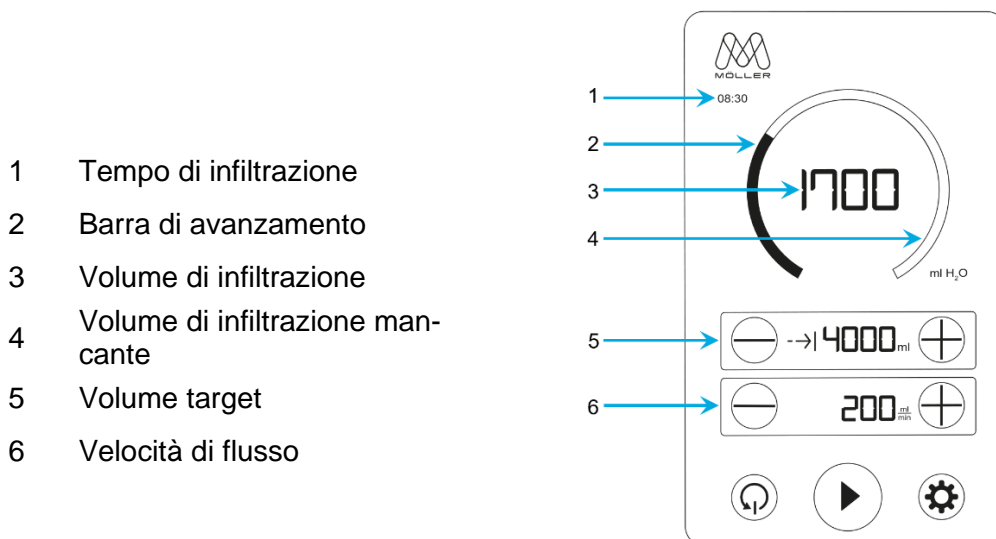 1 Tempo di infiltrazione
2 Barra di avanzamento
3 Volume di infiltrazione
4 Volume di infiltrazione man-
cante
5 Volume target
6 Velocità di flusso
MÖLLER
1 08:30
2
3 1700
4
ml H₂O
5 4000 ml
6 200 ml/min